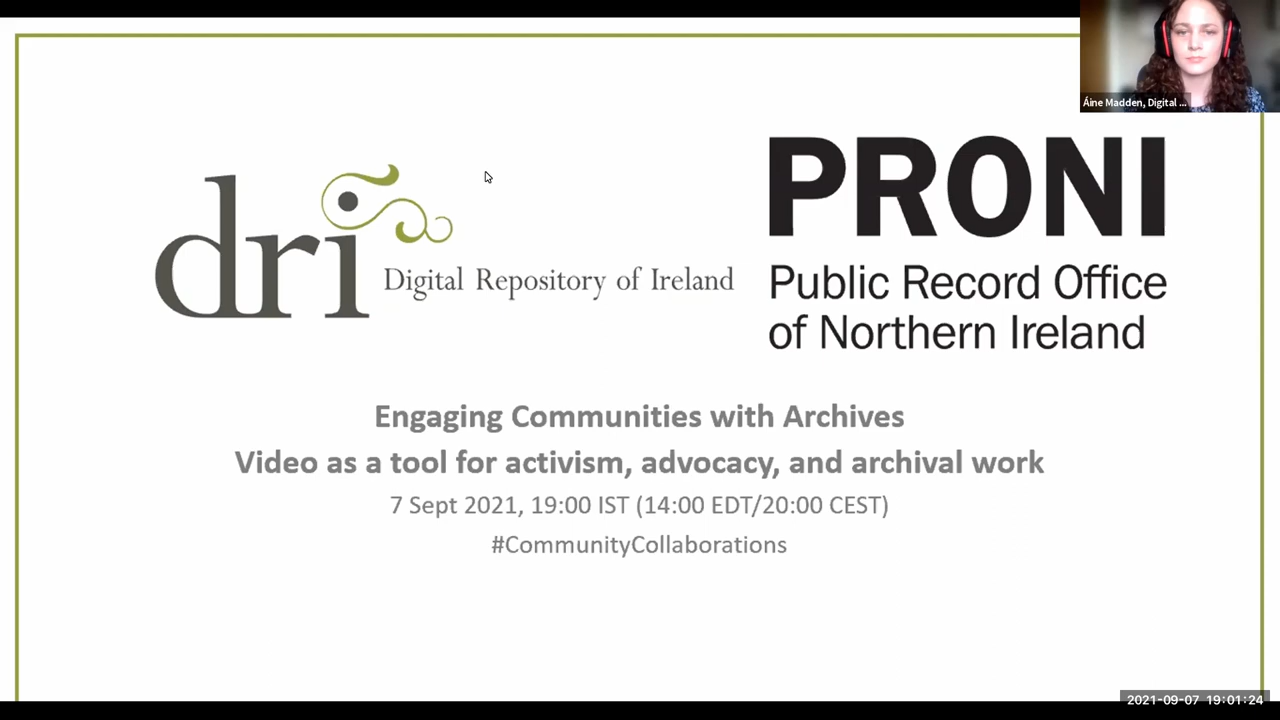 Áine Madden, Digital ...
dri
Digital Repository of Ireland
PRONI
Public Record Office
of Northern Ireland
Engaging Communities with Archives
Video as a tool for activism, advocacy, and archival work
7 Sept 2021, 19:00 IST (14:00 EDT/20:00 CEST)
#CommunityCollaborations
2021-09-07 19:01:24